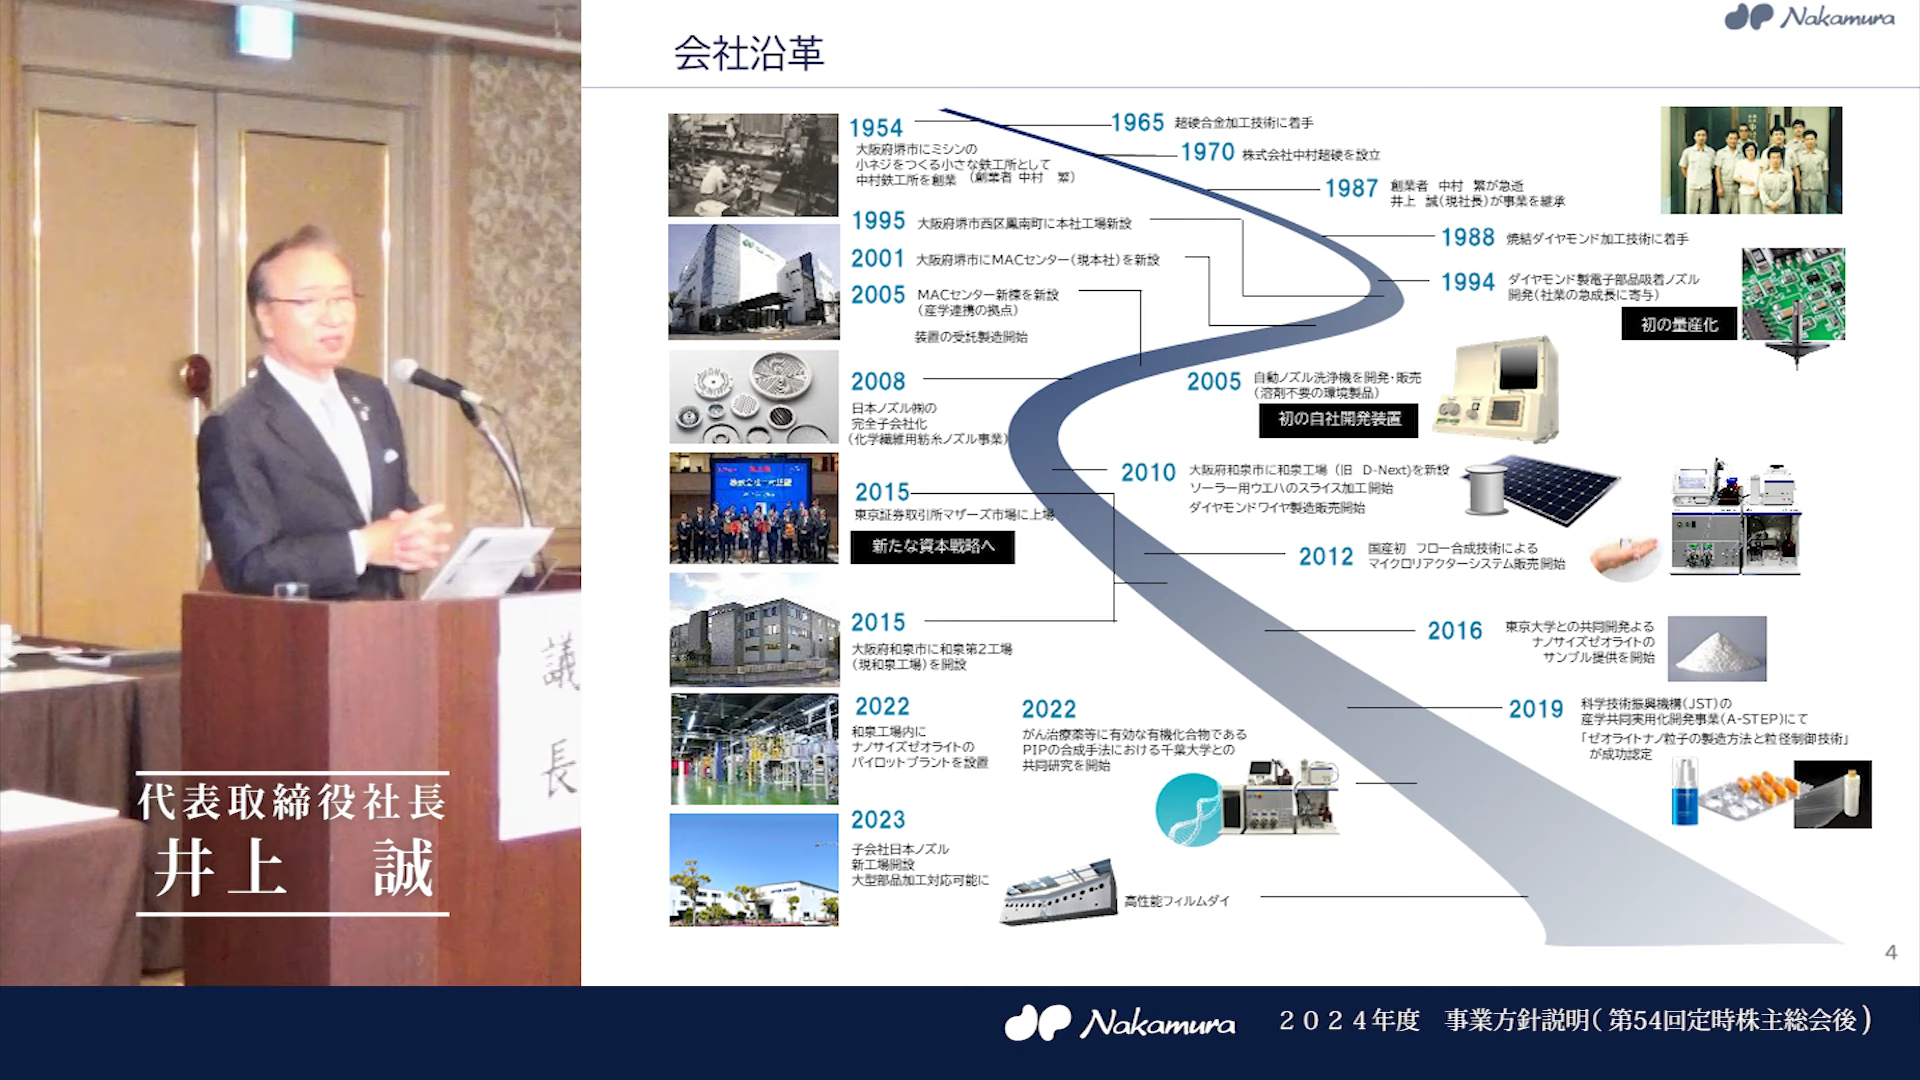 Nakamura
会社沿革
1954
大阪府堺市にミシンの
小ネジをつくる小さな鉄工所として
中村鉄工所を創業 (創業者 中村 繁)
1965 超硬合金加工技術に着手
1970 株式会社中村超硬を設立
1987 創業者 中村 繁が急逝
井上 誠(現社長)が事業を継承
1988 焼結ダイヤモンド加工技術に着手
1994 ダイヤモンド製電子部品吸着ノズル
開発(社業の急成長に寄与)
初の量産化
1995 大阪府堺市西区鳳南町に本社工場新設
2001 大阪府堺市にMACセンター(現本社)を新設
2005 MACセンター新棟を新設
(産学連携の拠点)
装置の受託製造開始
2005 自動ノズル洗浄機を開発・販売
(溶剤不要の環境製品)
初の自社開発装置
2008
日本ノズル㈱の
完全子会社化
(化学繊維用紡糸ノズル事業)
2010 大阪府和泉市に和泉工場(旧 D-Next)を新設
ソーラー用ウエハのスライス加工開始
ダイヤモンドワイヤ製造販売開始
2015
東京証券取引所マザーズ市場に上場
新たな資本戦略へ
2012 国産初 フロー合成技術による
マイクロリアクターシステム販売開始
2015
大阪府和泉市に和泉第2工場
(現和泉工場)を開設
2016 東京大学との共同開発よる
ナノサイズゼオライトの
サンプル提供を開始
2019 科学技術振興機構(JST)の
産学共同実用化開発事業(A-STEP)にて
「ゼオライトナノ粒子の製造方法と粒径制御技術」
が成功認定
2022
和泉工場内に
ナノサイズゼオライトの
パイロットプラントを設置
2022
がん治療薬等に有効な有機化合物である
PIPの合成手法における千葉大学との
共同研究を開始
2023
子会社日本ノズル
新工場開設
大型部品加工対応可能に
高性能フィルムダイ
4
議
長
代表取締役社長
井上 誠
Nakamura
2024年度 事業方針説明(第54回定時株主総会後)